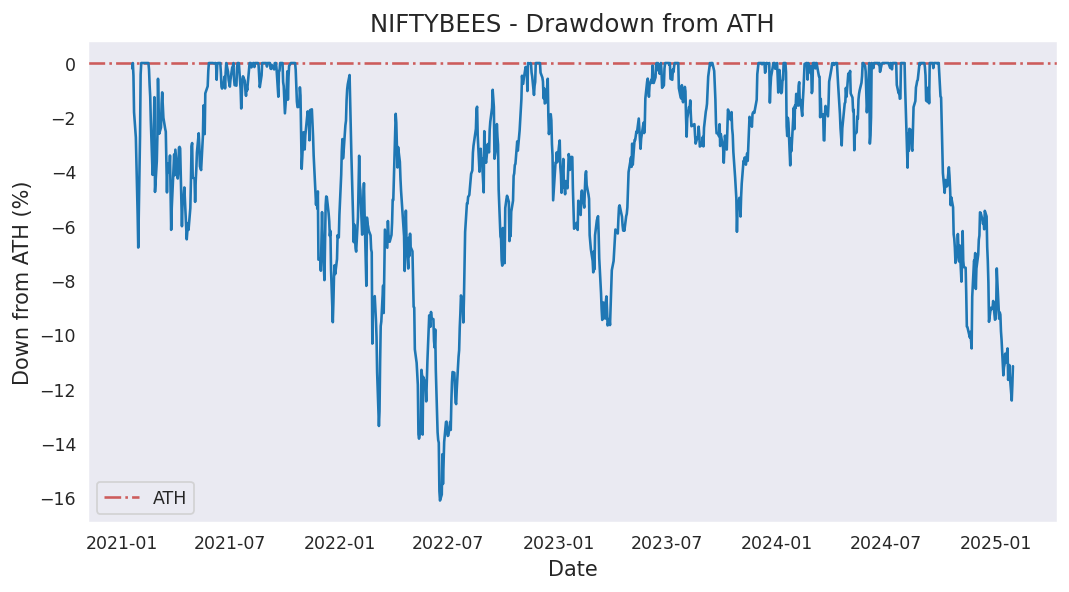 NIFTYBEES - Drawdown from ATH
Down from ATH (%)
0
−2
−4
−6
−8
−10
−12
−14
−16
ATH
2021-01 2021-07 2022-01 2022-07 2023-01 2023-07 2024-01 2024-07 2025-01
Date